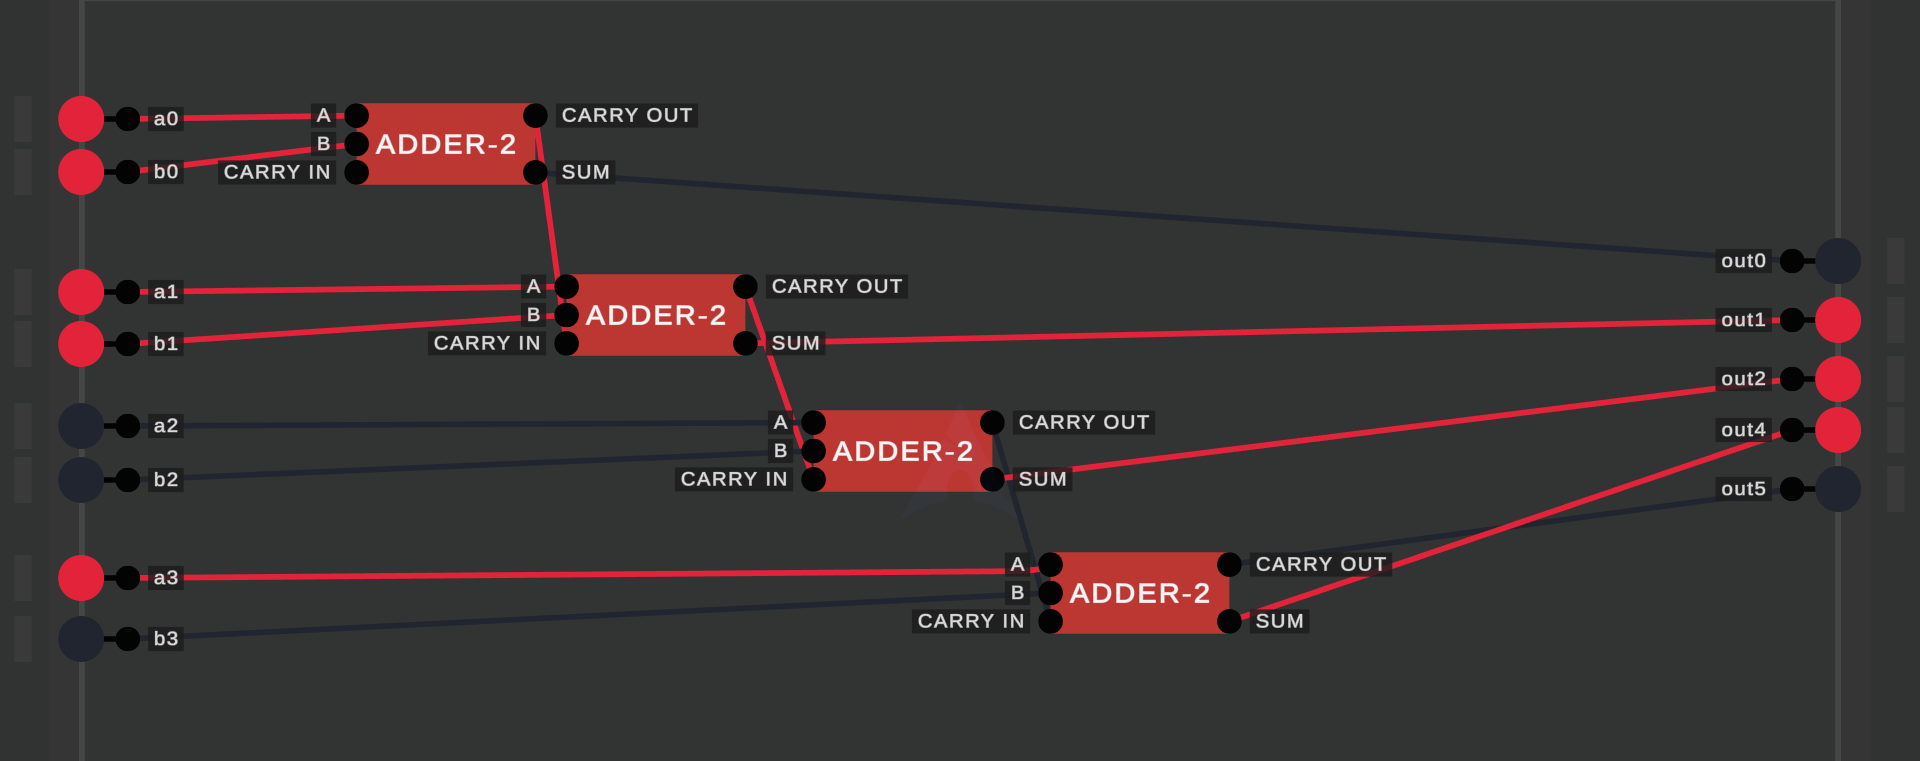 a0
b0
A
B
CARRY IN
ADDER-2
CARRY OUT
SUM
a1
b1
A
B
CARRY IN
ADDER-2
CARRY OUT
SUM
a2
b2
A
B
CARRY IN
ADDER-2
CARRY OUT
SUM
a3
b3
A
B
CARRY IN
ADDER-2
CARRY OUT
SUM
out0
out1
out2
out4
out5